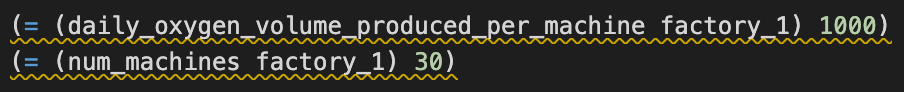 (= (daily_oxygen_volume_produced_per_machine factory_1) 1000)
(= (num_machines factory_1) 30)